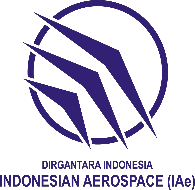 DIRGANTARA INDONESIA
INDONESIAN AEROSPACE (IAe)